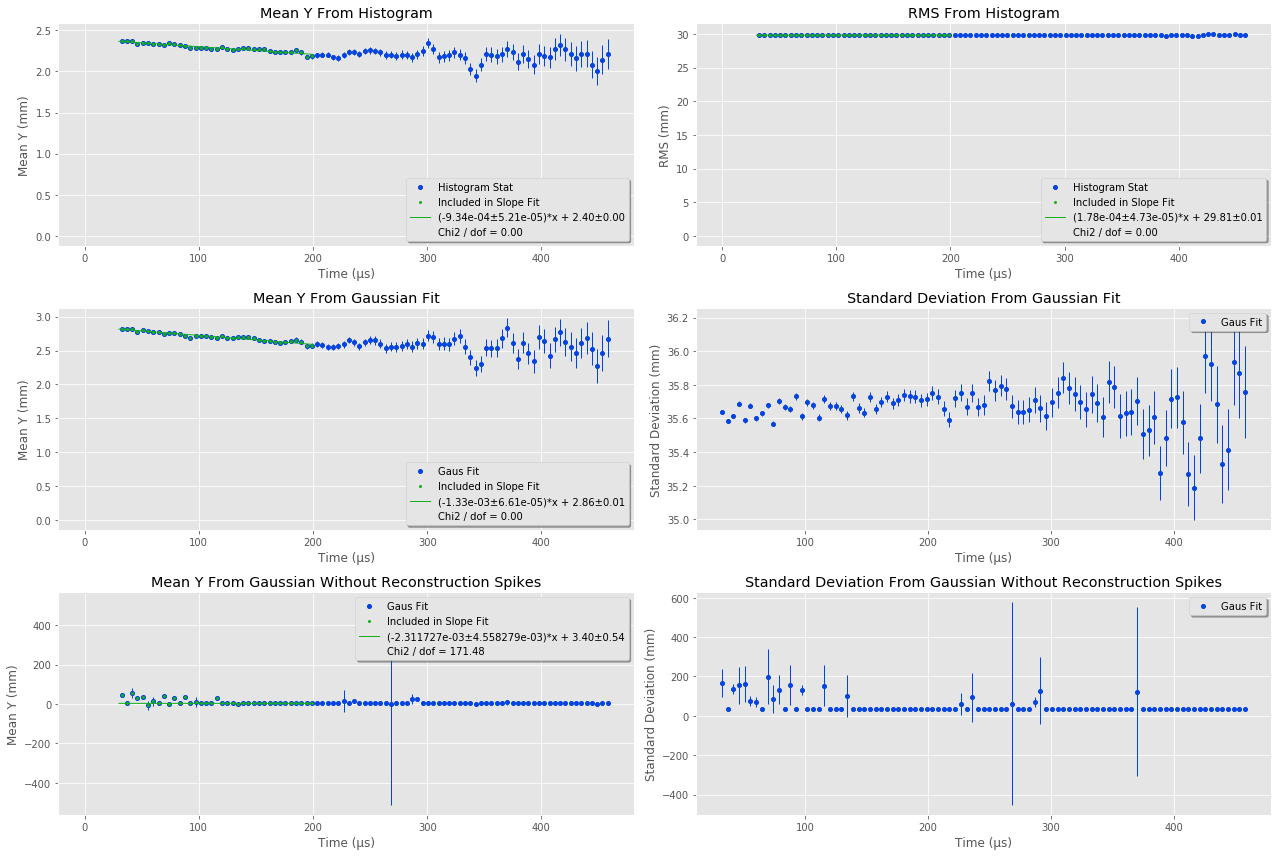 Mean Y From Histogram
Mean Y (mm)
2.5
2.0
1.5
1.0
0.5
0.0
Histogram Stat
Included in Slope Fit
(-9.34e-04±5.21e-05)*x + 2.40±0.00
Chi2 / dof = 0.00
0 100 200 300 400
Time (μs)
RMS From Histogram
RMS (mm)
30
25
20
15
10
5
0
Histogram Stat
Included in Slope Fit
(1.78e-04±4.73e-05)*x + 29.81±0.01
Chi2 / dof = 0.00
0 100 200 300 400
Time (μs)
Mean Y From Gaussian Fit
Mean Y (mm)
3.0
2.5
2.0
1.5
1.0
0.5
0.0
Gaus Fit
Included in Slope Fit
(-1.33e-03±6.61e-05)*x + 2.86±0.01
Chi2 / dof = 0.00
0 100 200 300 400
Time (μs)
Standard Deviation From Gaussian Fit
Standard Deviation (mm)
36.2
36.0
35.8
35.6
35.4
35.2
35.0
Gaus Fit
100 200 300 400
Time (μs)
Mean Y From Gaussian Without Reconstruction Spikes
Mean Y (mm)
400
200
0
−200
−400
Gaus Fit
Included in Slope Fit
(-2.311727e-03±4.558279e-03)*x + 3.40±0.54
Chi2 / dof = 171.48
0 100 200 300 400
Time (μs)
Standard Deviation From Gaussian Without Reconstruction Spikes
Standard Deviation (mm)
600
400
200
0
−200
−400
Gaus Fit
100 200 300 400
Time (μs)